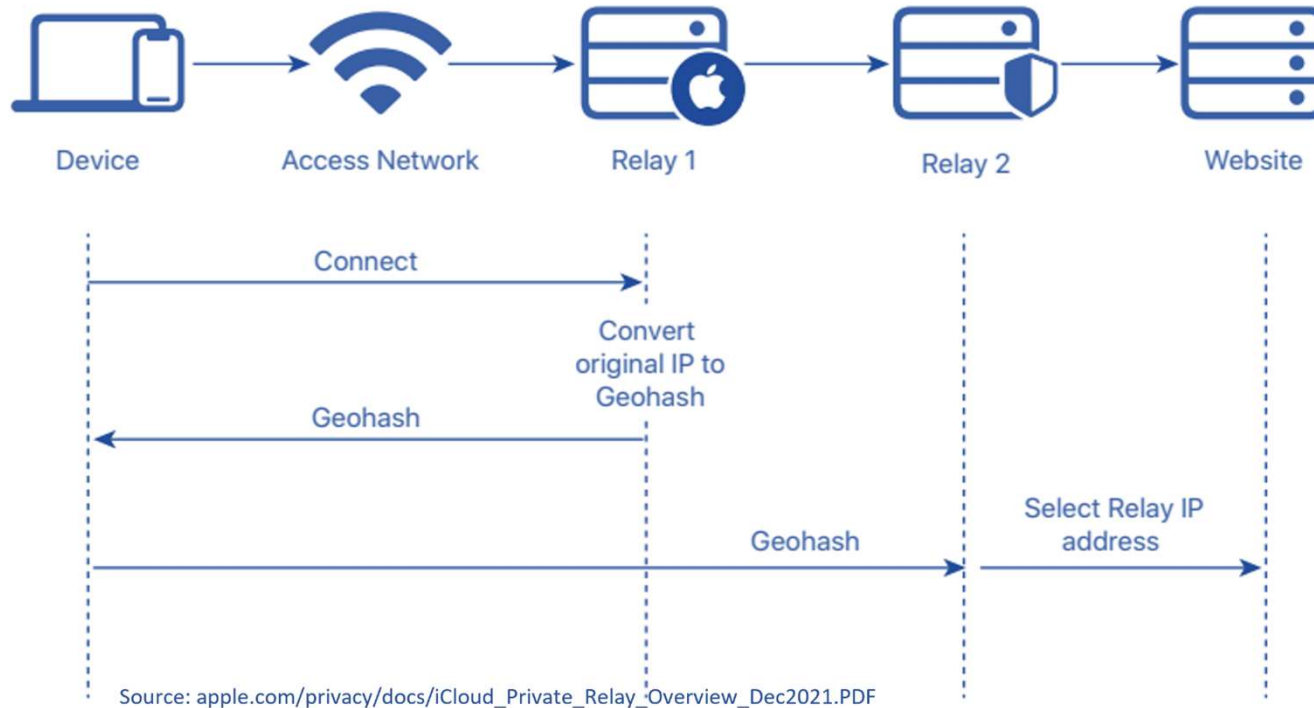 Device
Access Network
Relay 1
Relay 2
Website
Connect
Convert
original IP to
Geohash
Geohash
Geohash
Select Relay IP
address
Source: apple.com/privacy/docs/iCloud_Private_Relay_Overview_Dec2021.PDF